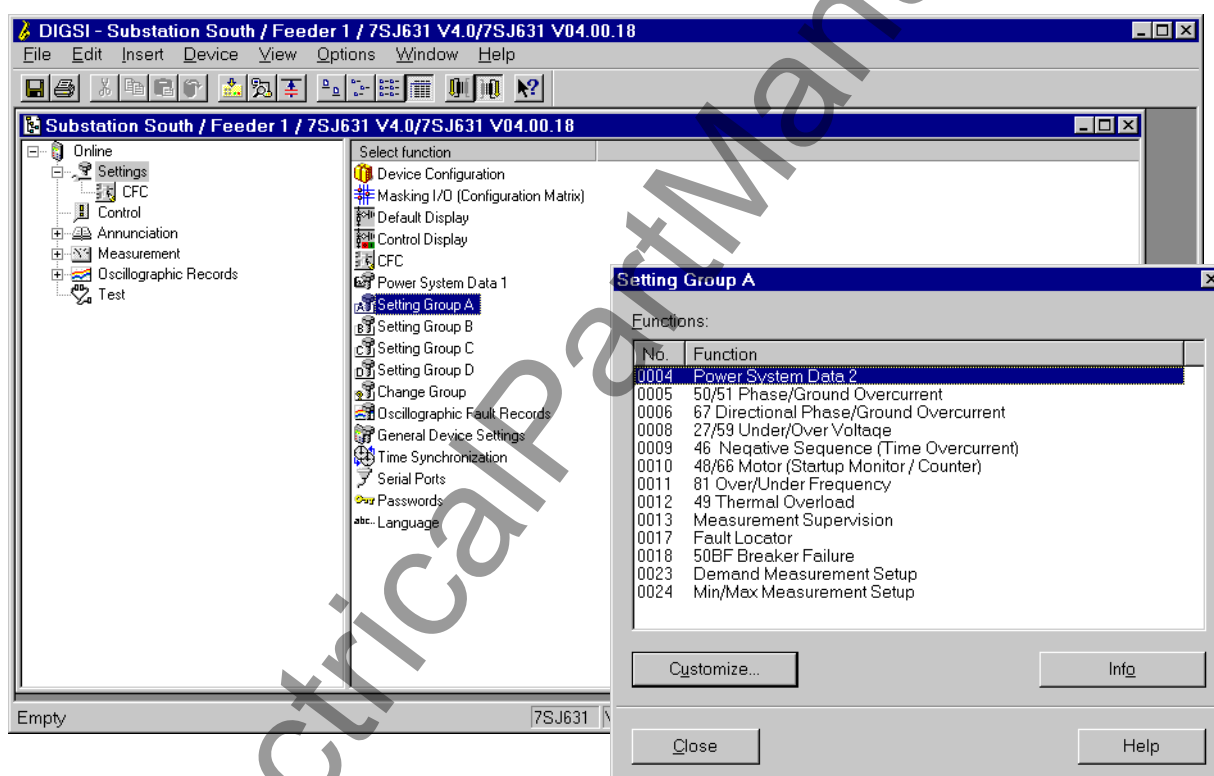 DIGSI - Substation South / Feeder 1 / 7SJ631 V4.0/7SJ631 V04.00.18
File Edit Insert Device View Options Window Help
Substation South / Feeder 1 / 7SJ631 V4.0/7SJ631 V04.00.18
Online
Settings
CFC
Control
Annunciation
Measurement
Oscillographic Records
Test
Select function
Device Configuration
Masking I/O (Configuration Matrix)
Default Display
Control Display
CFC
Power System Data 1
Setting Group A
Setting Group B
Setting Group C
Setting Group D
Change Group
Oscillographic Fault Records
General Device Settings
Time Synchronization
Serial Ports
Passwords
abc.. Language
Empty
7SJ631
Setting Group A
Functions:
No. Function
0004 Power System Data 2
0005 50/51 Phase/Ground Overcurrent
0006 67 Directional Phase/Ground Overcurrent
0008 27/59 Under/Over Voltage
0009 46 Negative Sequence (Time Overcurrent)
0010 48/66 Motor (Startup Monitor / Counter)
0011 81 Over/Under Frequency
0012 49 Thermal Overload
0013 Measurement Supervision
0017 Fault Locator
0018 50BF Breaker Failure
0023 Demand Measurement Setup
0024 Min/Max Measurement Setup
Customize... Info
Close Help
ctricalPartMan